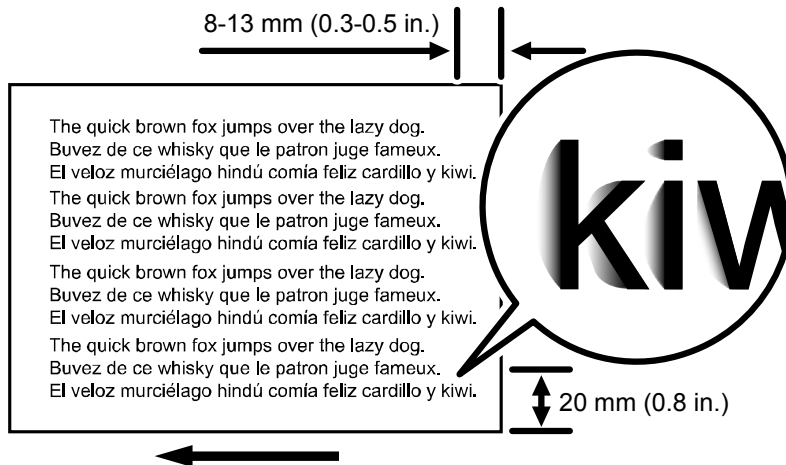 8-13 mm (0.3-0.5 in.)
The quick brown fox jumps over the lazy dog.
Buvez de ce whisky que le patron juge fameux.
El veloz murciélago hindú comía feliz cardillo y kiwi.
The quick brown fox jumps over the lazy dog.
Buvez de ce whisky que le patron juge fameux.
El veloz murciélago hindú comía feliz cardillo y kiwi.
The quick brown fox jumps over the lazy dog.
Buvez de ce whisky que le patron juge fameux.
El veloz murciélago hindú comía feliz cardillo y kiwi.
The quick brown fox jumps over the lazy dog.
Buvez de ce whisky que le patron juge fameux.
El veloz murciélago hindú comía feliz cardillo y kiwi.
kiw
20 mm (0.8 in.)